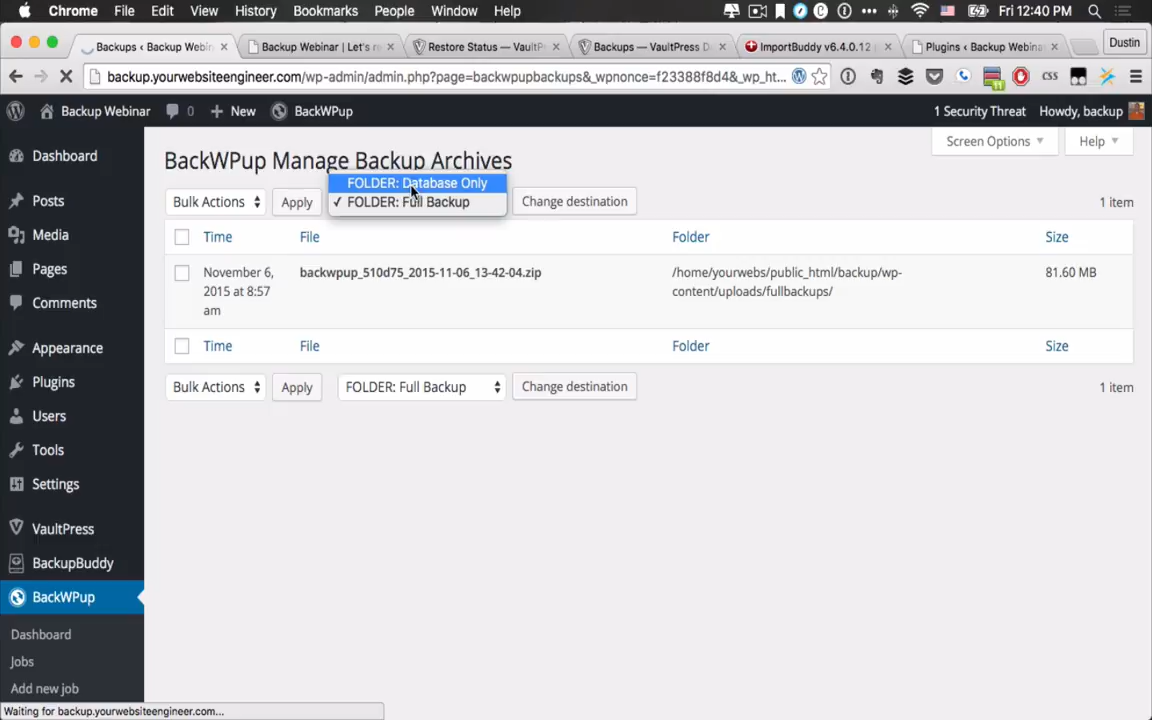 Chrome File Edit View History Bookmarks People Window Help Fri 12:40 PM
Backups ‹ Backup Webin
Backup Webinar | Let's r
Restore Status — VaultP
Backups — VaultPress D
ImportBuddy v6.4.0.12
Plugins ‹ Backup Webina
Dustin
backup.yourwebsiteengineer.com/wp-admin/admin.php?page=backwpupbackups&_wpnonce=f23388f8d4&_wp_ht...
CSS
11
Backup Webinar 0 + New BackWPup 1 Security Threat Howdy, backup
Screen Options Help
Dashboard
Posts
Media
Pages
Comments
Appearance
Plugins
Users
Tools
Settings
VaultPress
BackupBuddy
BackWPup
Dashboard
Jobs
Add new job
BackWPup Manage Backup Archives
FOLDER: Database Only
✓ FOLDER: Full Backup
Bulk Actions Apply Change destination 1 item
Time File Folder Size
November 6,
2015 at 8:57
am
backwpup_510d75_2015-11-06_13-42-04.zip
/home/yourwebs/public_html/backup/wp-
content/uploads/fullbackups/
81.60 MB
Time File Folder Size
Bulk Actions Apply FOLDER: Full Backup Change destination 1 item
Waiting for backup.yourwebsiteengineer.com...